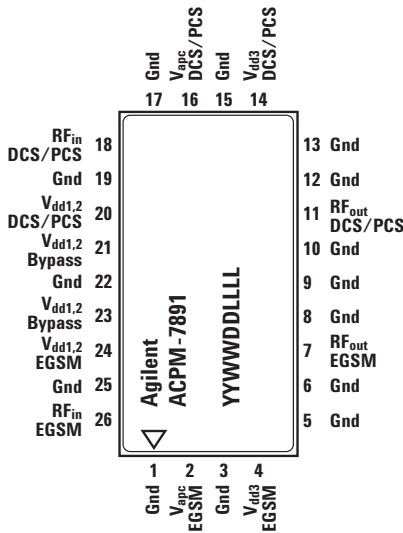 Gnd
Vapc DCS/PCS
Gnd
Vdd3 DCS/PCS
17 16 15 14
RFin DCS/PCS 18
Gnd 19
Vdd1,2 DCS/PCS 20
Vdd1,2 Bypass 21
Gnd 22
Vdd1,2 Bypass 23
Vdd1,2 EGSM 24
Gnd 25
RFin EGSM 26
Agilent
ACPM-7891
YYWWDDLLLL
13 Gnd
12 Gnd
11 RFout DCS/PCS
10 Gnd
9 Gnd
8 Gnd
7 RFout EGSM
6 Gnd
5 Gnd
1 2 3 4
Gnd
Vapc EGSM
Gnd
Vdd3 EGSM